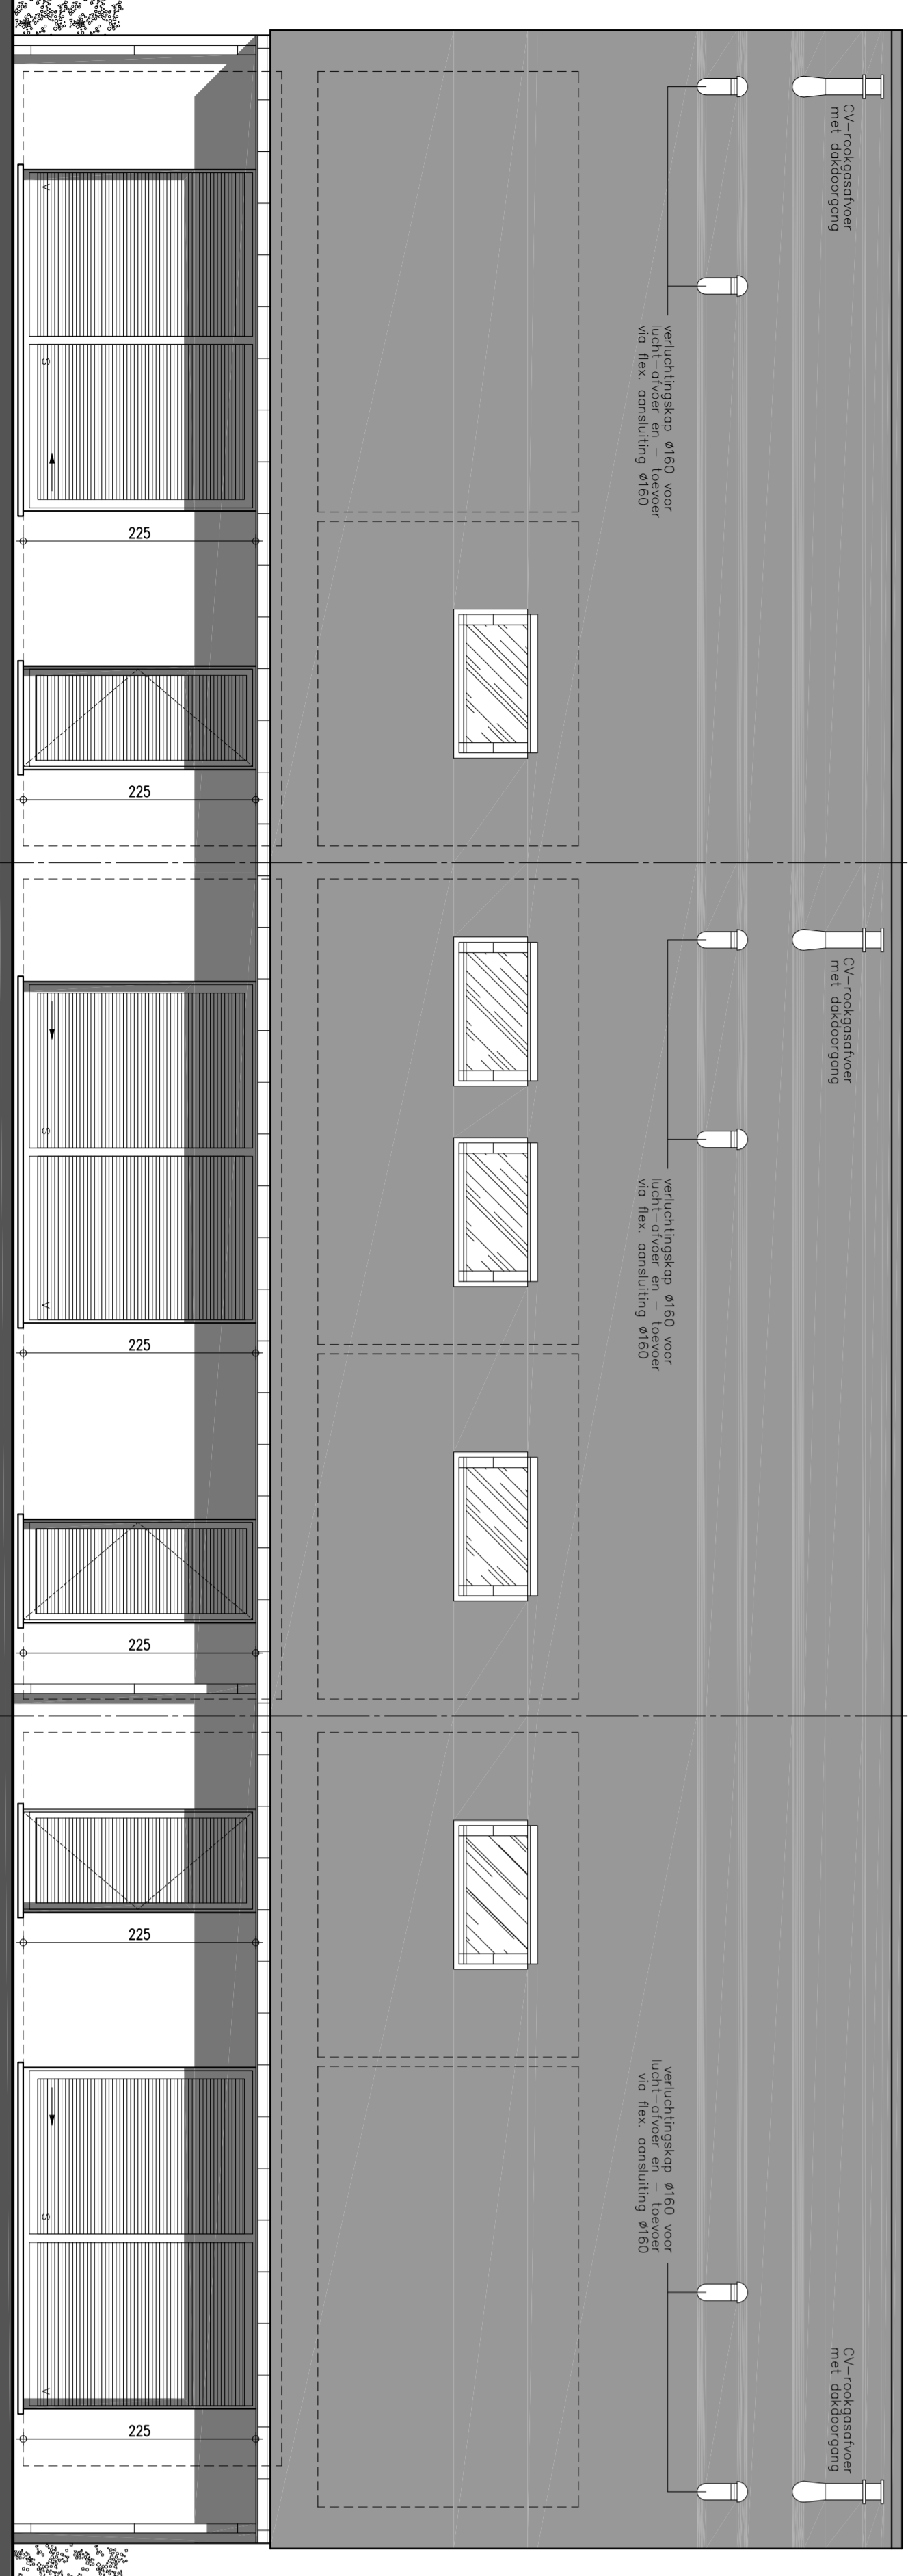 CV-rookgasafvoer
met dakdoorgang
CV-rookgasafvoer
met dakdoorgang
CV-rookgasafvoer
met dakdoorgang
verluchtingskap ø160 voor
lucht-afvoer en - toevoer
via flex. aansluiting ø160
verluchtingskap ø160 voor
lucht-afvoer en - toevoer
via flex. aansluiting ø160
verluchtingskap ø160 voor
lucht-afvoer en - toevoer
via flex. aansluiting ø160
225
225
225
225
225
225
V
S
S
V
S
V